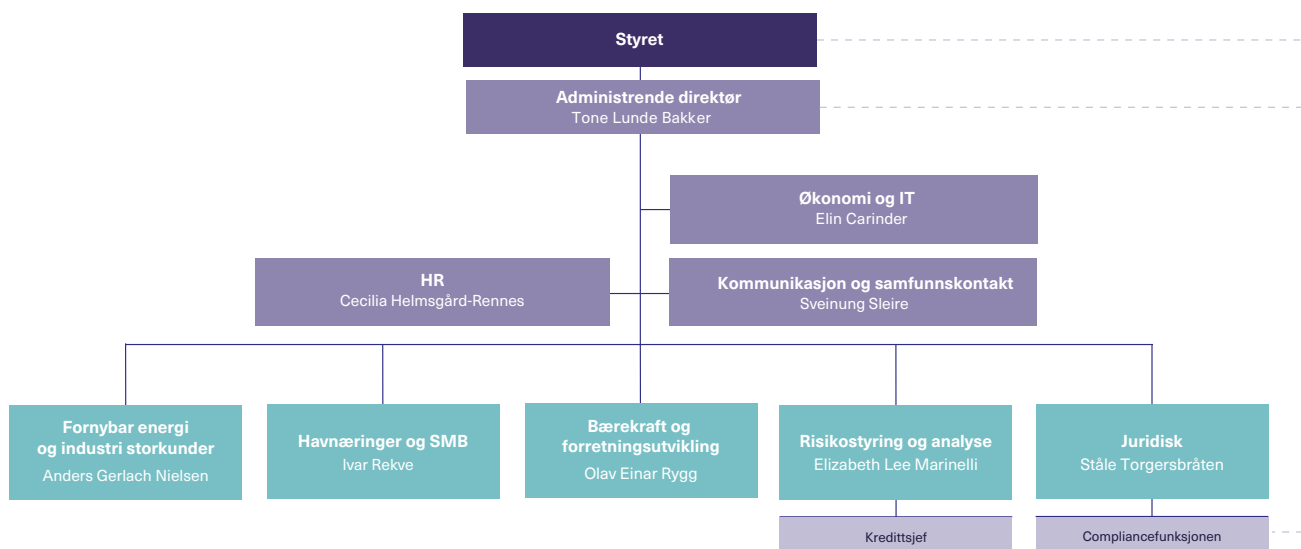 Styret
Administrende direktør
Tone Lunde Bakker
Økonomi og IT
Elin Carinder
HR
Cecilia Helmsgård-Rennes
Kommunikasjon og samfunnskontakt
Sveinung Sleire
Fornybar energi
og industri storkunder
Anders Gerlach Nielsen
Havnæringer og SMB
Ivar Rekve
Bærekraft og
forretningsutvikling
Olav Einar Rygg
Risikostyring og analyse
Elizabeth Lee Marinelli
Juridisk
Ståle Torgersbråten
Kredittsjef
Compliancefunksjonen